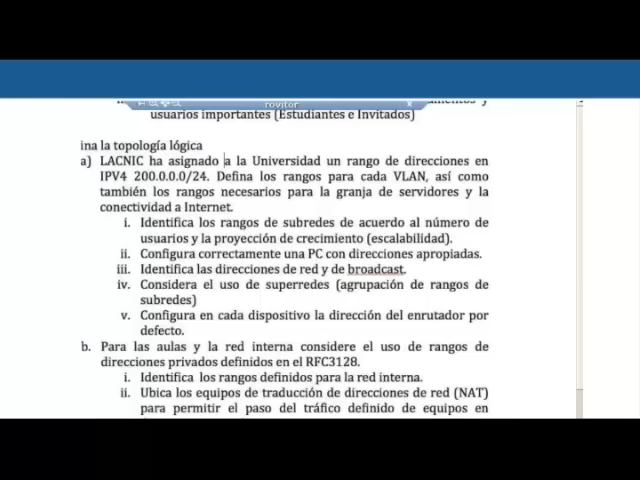 rovitor
usuarios importantes (Estudiantes e Invitados)
ina la topología lógica
a) LACNIC ha asignado a la Universidad un rango de direcciones en
IPV4 200.0.0.0/24. Defina los rangos para cada VLAN, así como
también los rangos necesarios para la granja de servidores y la
conectividad a Internet.
i. Identifica los rangos de subredes de acuerdo al número de
usuarios y la proyección de crecimiento (escalabilidad).
ii. Configura correctamente una PC con direcciones apropiadas.
iii. Identifica las direcciones de red y de broadcast.
iv. Considera el uso de superredes (agrupación de rangos de
subredes)
v. Configura en cada dispositivo la dirección del enrutador por
defecto.
b. Para las aulas y la red interna considere el uso de rangos de
direcciones privados definidos en el RFC3128.
i. Identifica los rangos definidos para la red interna.
ii. Ubica los equipos de traducción de direcciones de red (NAT)
para permitir el paso del tráfico definido de equipos en